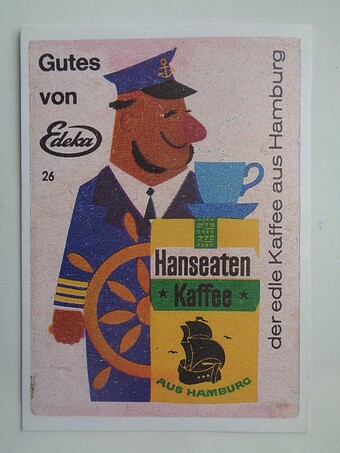 Gutes
von
Edeka
26
der edle Kaffee aus Hamburg
Hanseaten
Kaffee
AUS HAMBURG